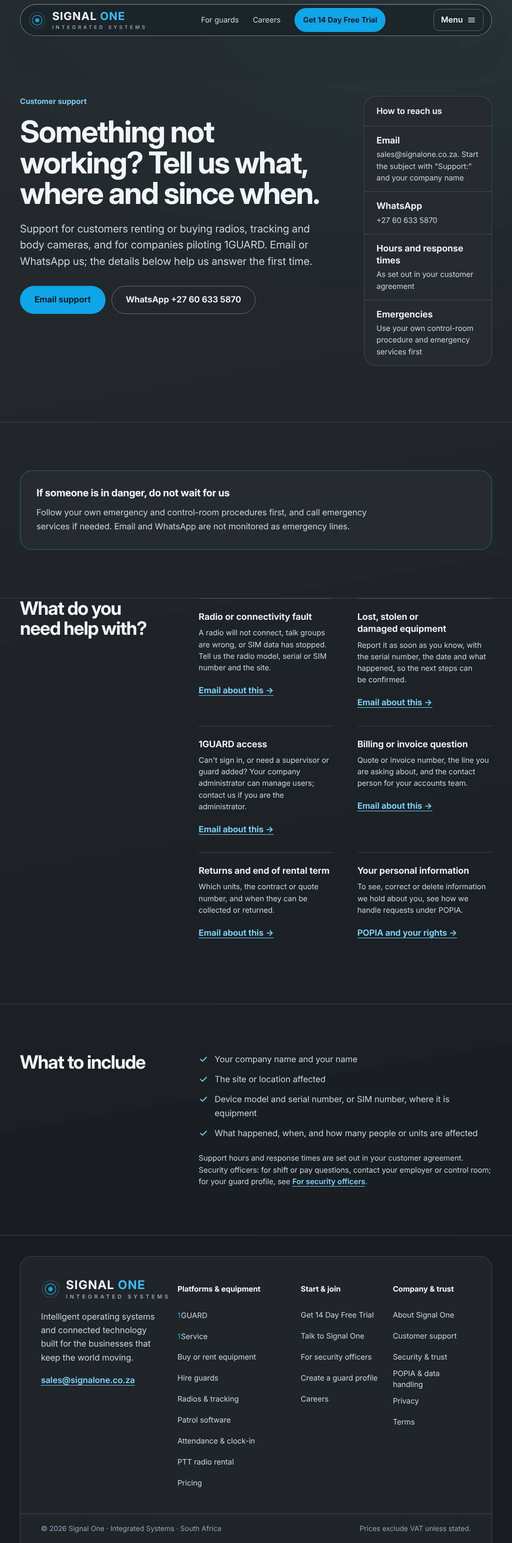 SIGNAL ONE
INTEGRATED SYSTEMS
For guards
Careers
Get 14 Day Free Trial
Menu
Customer support
Something not
working? Tell us what,
where and since when.
Support for customers renting or buying radios, tracking and
body cameras, and for companies piloting 1GUARD. Email or
WhatsApp us; the details below help us answer the first time.
Email support
WhatsApp +27 60 633 5870
How to reach us
Email
sales@signalone.co.za. Start
the subject with "Support:"
and your company name
WhatsApp
+27 60 633 5870
Hours and response
times
As set out in your customer
agreement
Emergencies
Use your own control-room
procedure and emergency
services first
If someone is in danger, do not wait for us
Follow your own emergency and control-room procedures first, and call emergency
services if needed. Email and WhatsApp are not monitored as emergency lines.
What do you
need help with?
Radio or connectivity fault
A radio will not connect, talk groups
are wrong, or SIM data has stopped.
Tell us the radio model, serial or SIM
number and the site.
Email about this →
Lost, stolen or
damaged equipment
Report it as soon as you know, with
the serial number, the date and what
happened, so the next steps can
be confirmed.
Email about this →
1GUARD access
Can't sign in, or need a supervisor or
guard added? Your company
administrator can manage users;
contact us if you are the
administrator.
Email about this →
Billing or invoice question
Quote or invoice number, the line you
are asking about, and the contact
person for your accounts team.
Email about this →
Returns and end of rental term
Which units, the contract or quote
number, and when they can be
collected or returned.
Email about this →
Your personal information
To see, correct or delete information
we hold about you, see how we
handle requests under POPIA.
POPIA and your rights →
What to include
Your company name and your name
The site or location affected
Device model and serial number, or SIM number, where it is
equipment
What happened, when, and how many people or units are affected
Support hours and response times are set out in your customer agreement.
Security officers: for shift or pay questions, contact your employer or control room;
for your guard profile, see For security officers.
SIGNAL ONE
INTEGRATED SYSTEMS
Intelligent operating systems
and connected technology
built for the businesses that
keep the world moving.
sales@signalone.co.za
Platforms & equipment
1GUARD
1Service
Buy or rent equipment
Hire guards
Radios & tracking
Patrol software
Attendance & clock-in
PTT radio rental
Pricing
Start & join
Get 14 Day Free Trial
Talk to Signal One
For security officers
Create a guard profile
Careers
Company & trust
About Signal One
Customer support
Security & trust
POPIA & data
handling
Privacy
Terms
© 2026 Signal One · Integrated Systems · South Africa
Prices exclude VAT unless stated.